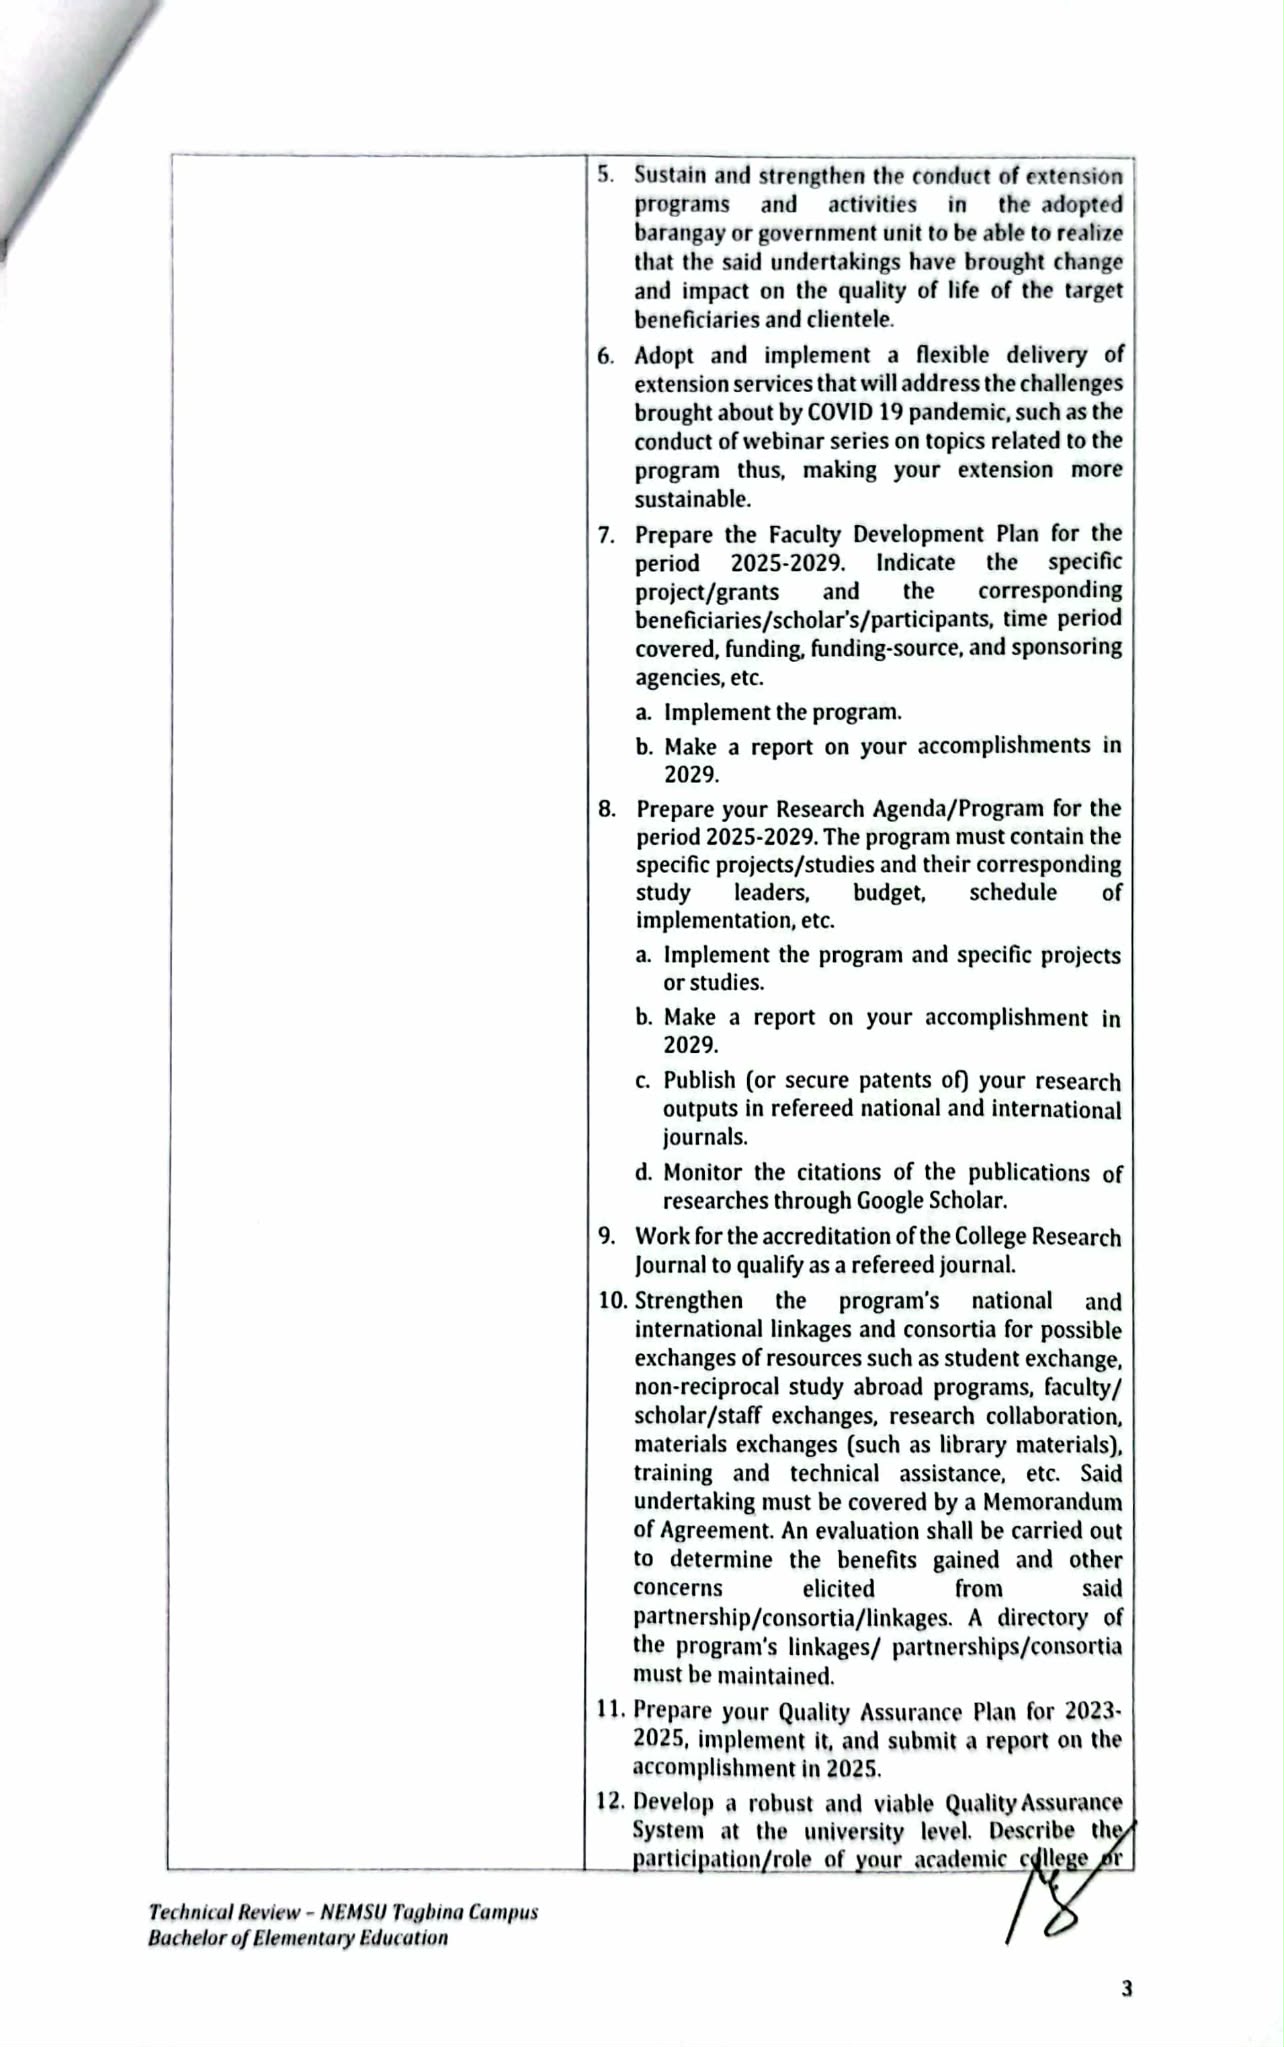 5. Sustain and strengthen the conduct of extension
programs and activities in the adopted
barangay or government unit to be able to realize
that the said undertakings have brought change
and impact on the quality of life of the target
beneficiaries and clientele.
6. Adopt and implement a flexible delivery of
extension services that will address the challenges
brought about by COVID 19 pandemic, such as the
conduct of webinar series on topics related to the
program thus, making your extension more
sustainable.
7. Prepare the Faculty Development Plan for the
period 2025-2029. Indicate the specific
project/grants and the corresponding
beneficiaries/scholar's/participants, time period
covered, funding, funding-source, and sponsoring
agencies, etc.
a. Implement the program.
b. Make a report on your accomplishments in
2029.
8. Prepare your Research Agenda/Program for the
period 2025-2029. The program must contain the
specific projects/studies and their corresponding
study leaders, budget, schedule of
implementation, etc.
a. Implement the program and specific projects
or studies.
b. Make a report on your accomplishment in
2029.
c. Publish (or secure patents of) your research
outputs in refereed national and international
journals.
d. Monitor the citations of the publications of
researches through Google Scholar.
9. Work for the accreditation of the College Research
Journal to qualify as a refereed journal.
10. Strengthen the program's national and
international linkages and consortia for possible
exchanges of resources such as student exchange,
non-reciprocal study abroad programs, faculty/
scholar/staff exchanges, research collaboration,
materials exchanges (such as library materials),
training and technical assistance, etc. Said
undertaking must be covered by a Memorandum
of Agreement. An evaluation shall be carried out
to determine the benefits gained and other
concerns elicited from said
partnership/consortia/linkages. A directory of
the program's linkages/ partnerships/consortia
must be maintained.
11. Prepare your Quality Assurance Plan for 2023-
2025, implement it, and submit a report on the
accomplishment in 2025.
12. Develop a robust and viable Quality Assurance
System at the university level. Describe the
participation/role of your academic college or
Technical Review – NEMSU Tagbina Campus
Bachelor of Elementary Education
3